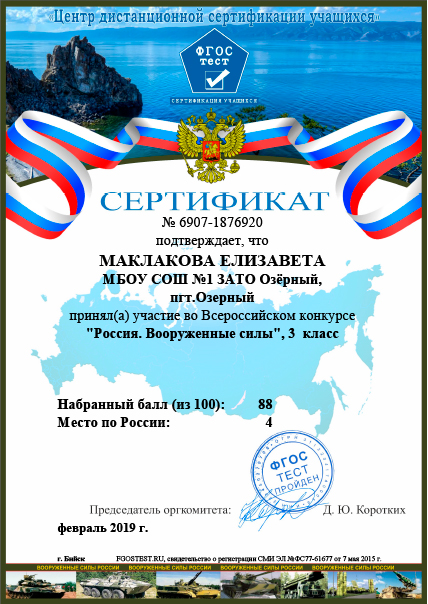 «Центр дистанционной сертификации учащихся»
ФГОС
тест
СЕРТИФИКАЦИЯ УЧАЩИХСЯ
СЕРТИФИКАТ
№ 6907-1876920
подтверждает, что
МАКЛАКОВА ЕЛИЗАВЕТА
МБОУ СОШ №1 ЗАТО Озёрный,
пгт.Озерный
принял(а) участие во Всероссийском конкурсе
"Россия. Вооруженные силы", 3 класс
Набранный балл (из 100): 88
Место по России: 4
ФГОС
ТЕСТ
ПРОЙДЕН
Председатель оргкомитета: Д. Ю. Коротких
февраль 2019 г.
г. Бийск FGOSTEST.RU, свидетельство о регистрации СМИ ЭЛ №ФС77-61677 от 7 мая 2015 г.
ВООРУЖЕННЫЕ СИЛЫ РОССИИ ВООРУЖЕННЫЕ СИЛЫ РОССИИ ВООРУЖЕННЫЕ СИЛЫ РОССИИ ВООРУЖЕННЫЕ СИЛЫ РОССИИ